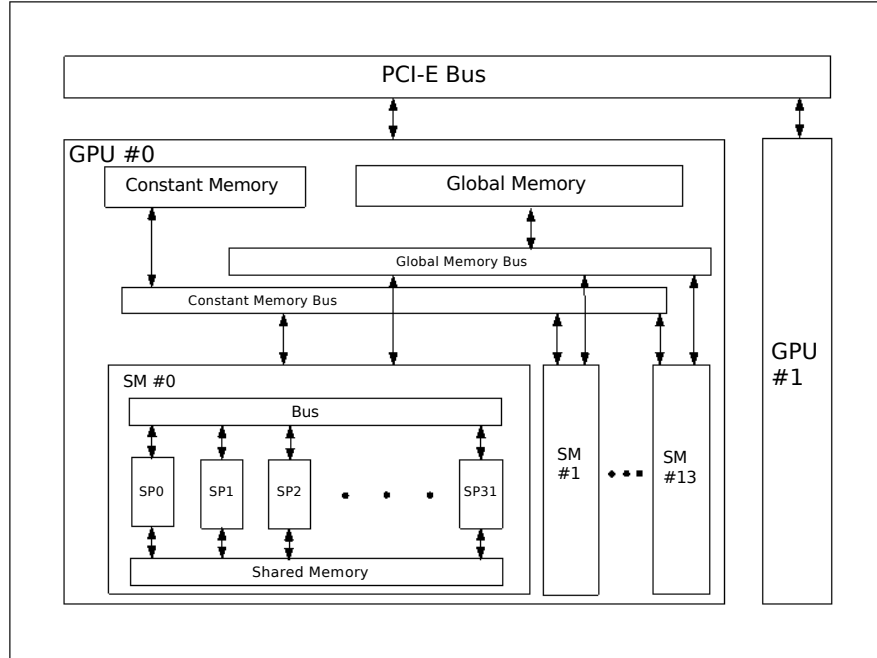 PCI-E Bus
GPU #0
Constant Memory
Global Memory
Global Memory Bus
Constant Memory Bus
SM #0
Bus
SP0
SP1
SP2
SP31
Shared Memory
SM
#1
SM
#13
GPU
#1